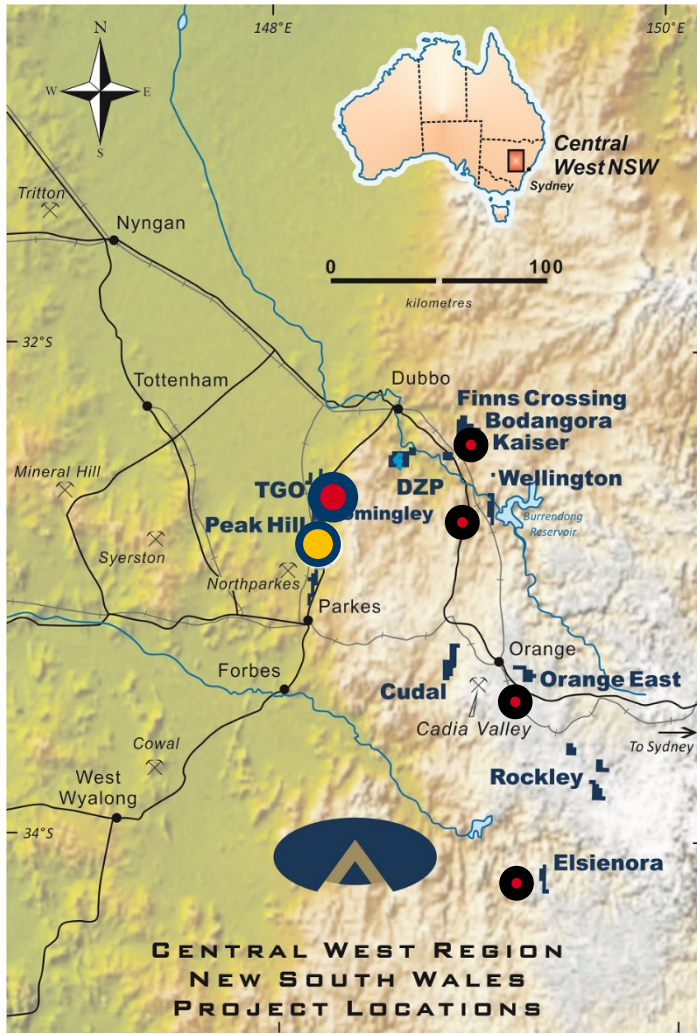 148°E
150°E
N
W
E
S
Central
West NSW
Sydney
Tritton
Nyngan
0
100
kilometres
32°S
Tottenham
Dubbo
Finns Crossing
Bodangora
Kaiser
Mineral Hill
TGO
DZP
Wellington
Peak Hill
omingley
Burrendong
Reservoir
Syerston
Northparkes
Parkes
Orange
Forbes
Cudal
Orange East
Cadia Valley
To Sydney
Cowal
West
Wyalong
Rockley
34°S
Elsienora
CENTRAL WEST REGION
NEW SOUTH WALES
PROJECT LOCATIONS